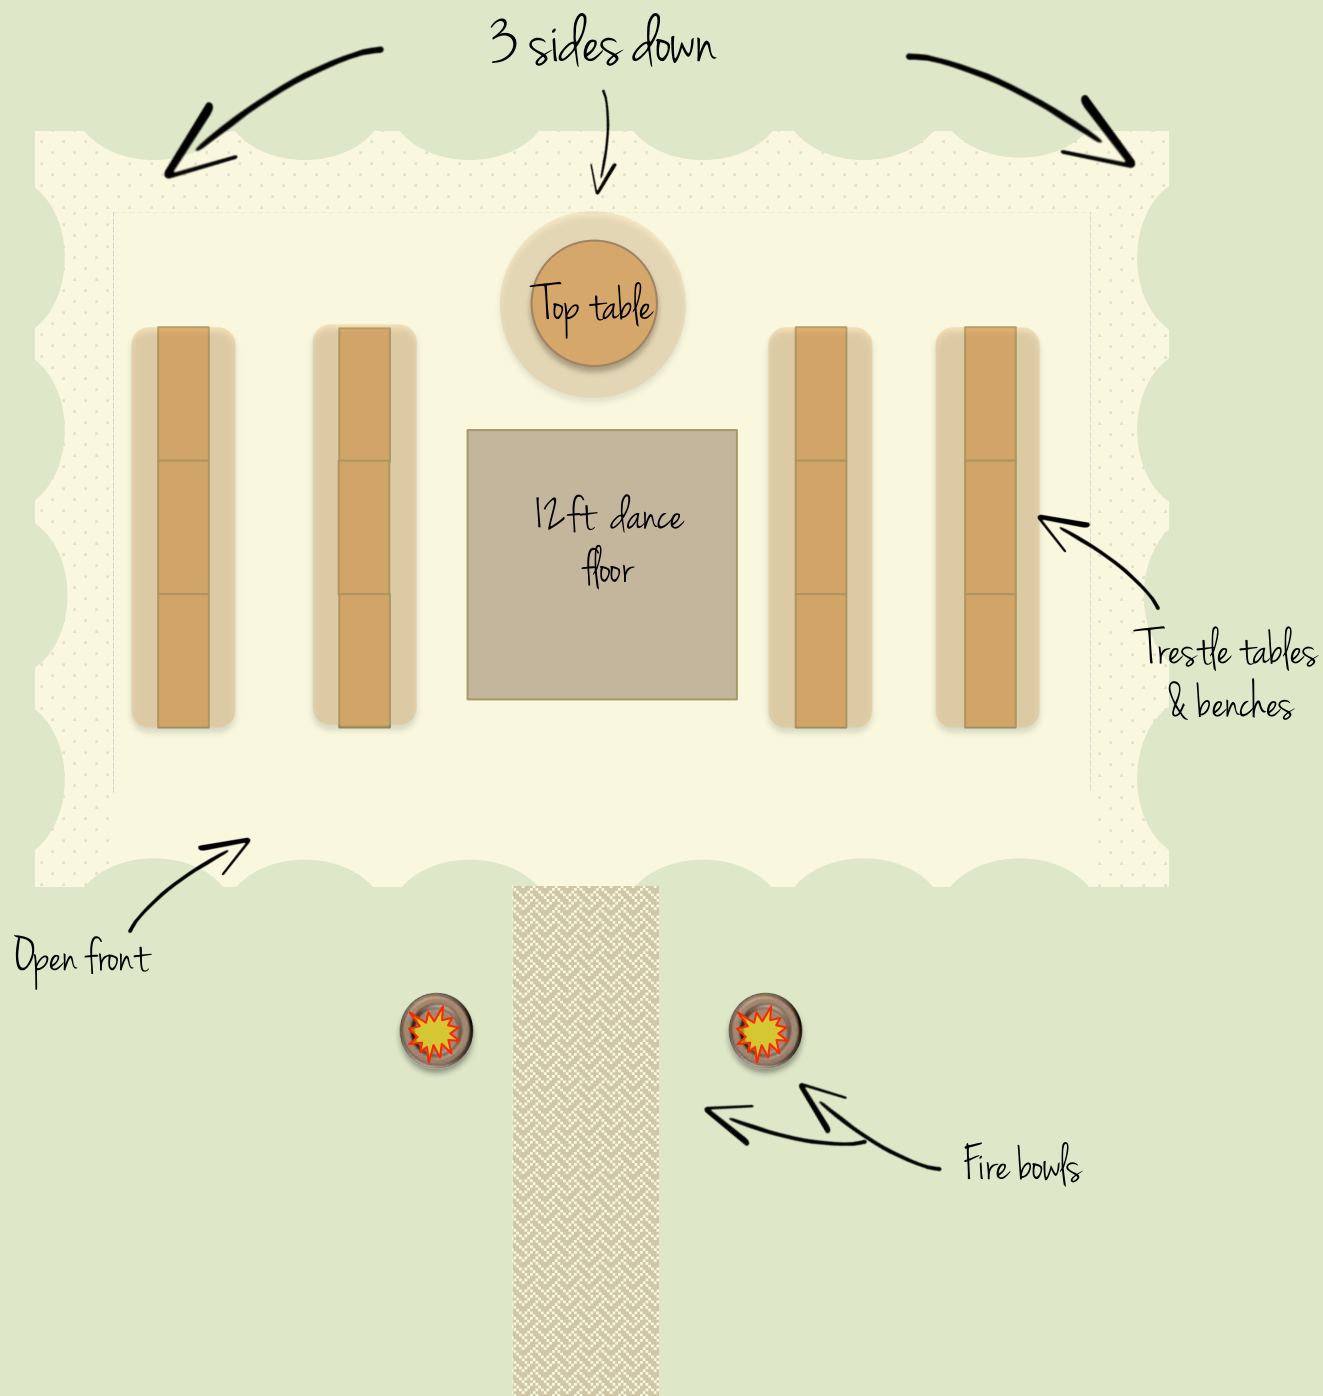 3 sides down
Top table
12ft dance
floor
Trestle tables
& benches
Open front
Fire bowls